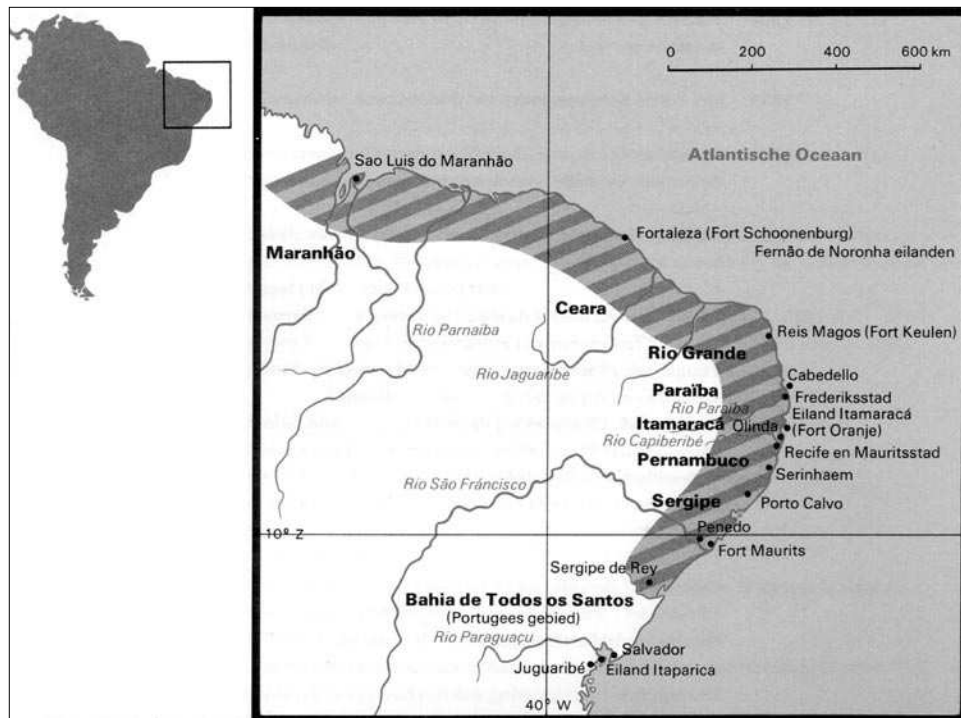 0 200 400 600 km
Atlantische Oceaan
Sao Luis do Maranhão
Fortaleza (Fort Schoonenburg)
Fernão de Noronha eilanden
Maranhão
Ceara
Rio Parnaiba
Reis Magos (Fort Keulen)
Rio Grande
Rio Jaguaribe
Cabedello
Paraïba
Frederiksstad
Rio Paraiba
Eiland Itamaracá
(Fort Oranje)
Itamaracá
Olinda
Rio Capiberibé
Recife en Mauritsstad
Pernambuco
Serinhaem
Rio São Fráncisco
Sergipe
Porto Calvo
10º Z
Penedo
Fort Maurits
Sergipe de Rey
Bahia de Todos os Santos
(Portugees gebied)
Rio Paraguaçu
Salvador
Juguaribé
Eiland Itaparica
40º W